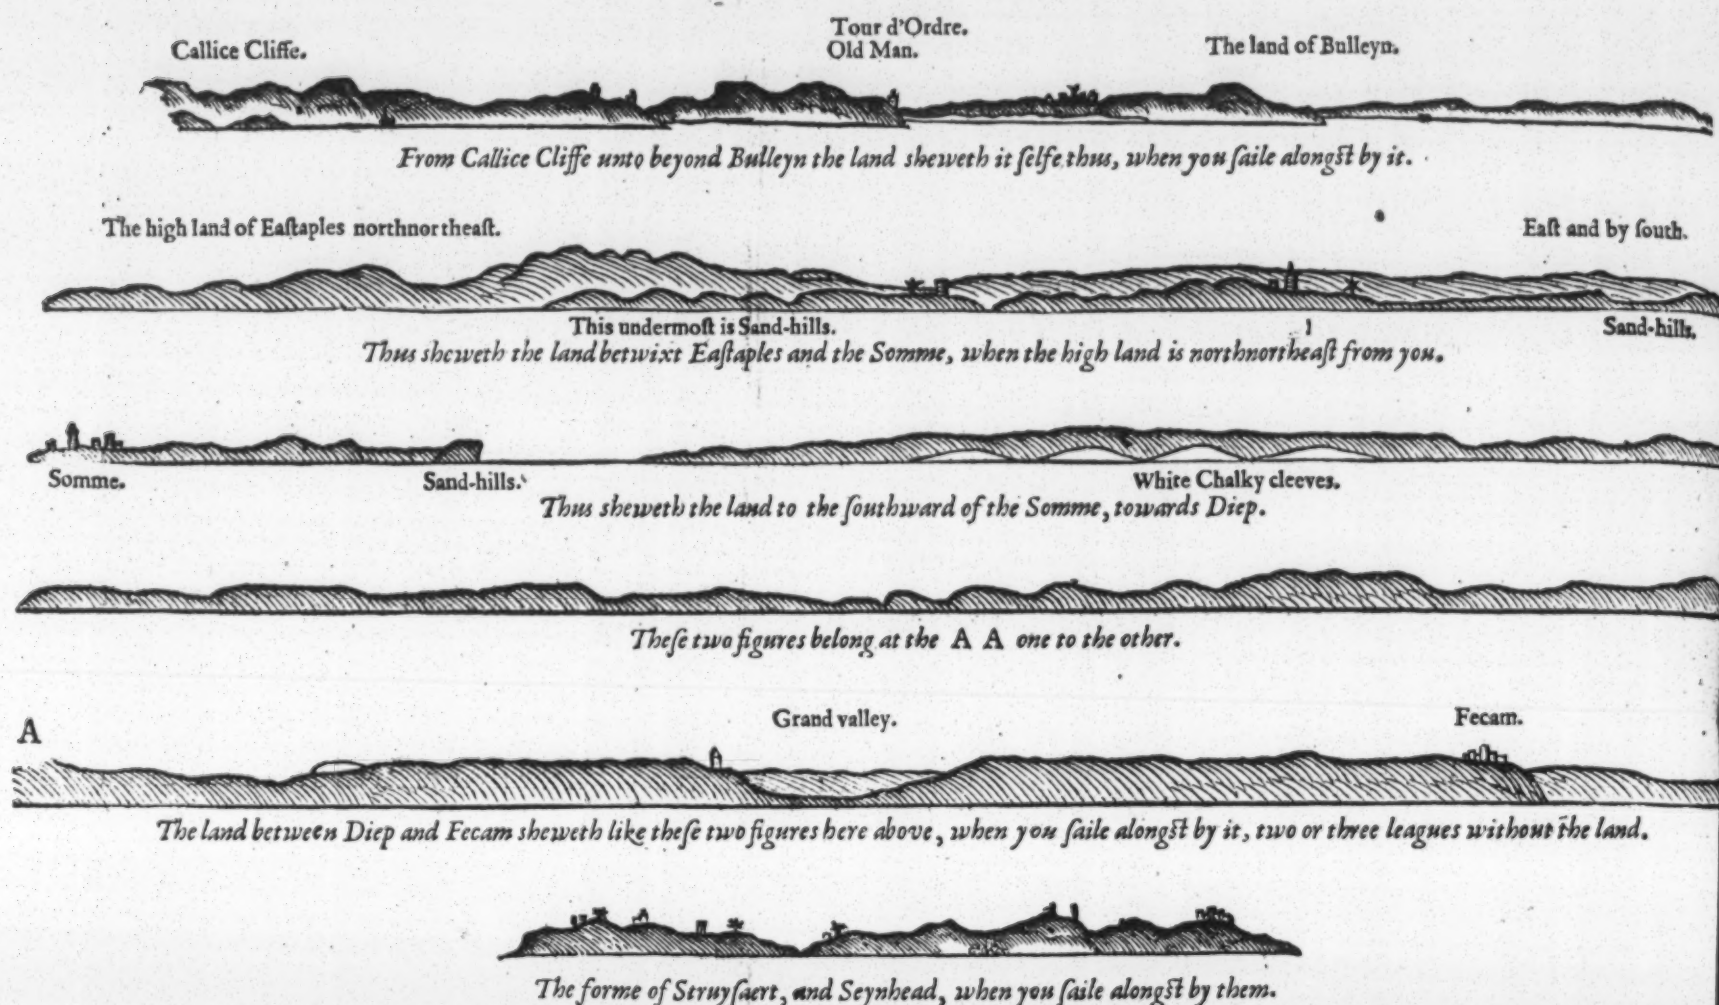 Tour d'Ordre.
Callice Cliffe. Old Man. The land of Bulleyn.
From Callice Cliffe unto beyond Bulleyn the land sheweth it ſelfe thus, when you ſaile alongſt by it.
The high land of Eaſtaples northnortheaſt. Eaſt and by ſouth.
This undermoſt is Sand-hills. Sand-hills.
Thus sheweth the land betwixt Eaſtaples and the Somme, when the high land is northnortheaſt from you.
Somme. Sand-hills. White Chalky cleeves.
Thus sheweth the land to the ſouthward of the Somme, towards Diep.
Theſe two figures belong at the A A one to the other.
A Grand valley. Fecam.
The land between Diep and Fecam sheweth like theſe two figures here above, when you ſaile alongſt by it, two or three leagues without the land.
The forme of Struyſaert, and Seynhead, when you ſaile alongſt by them.